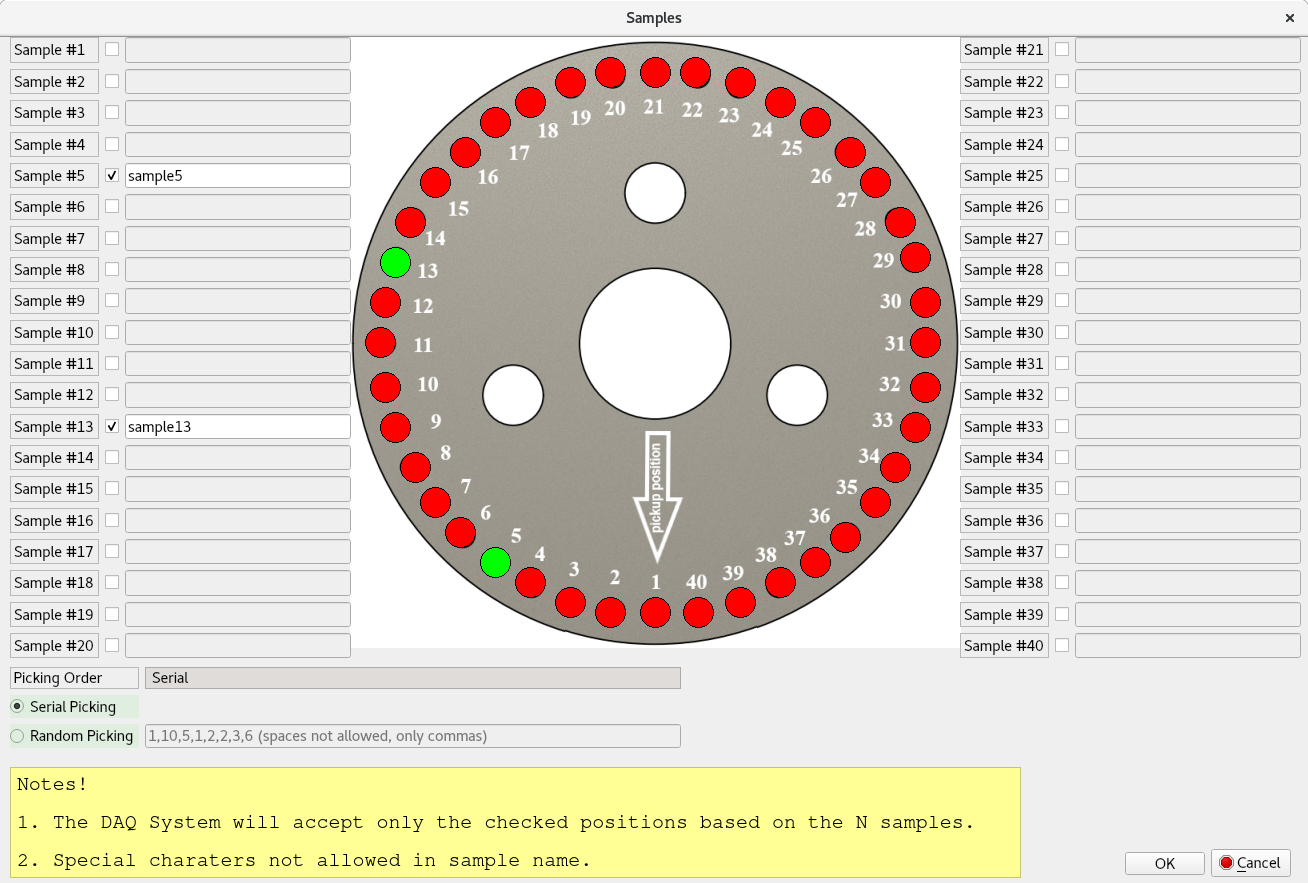 Samples
Sample #1
Sample #2
Sample #3
Sample #4
Sample #5 sample5
Sample #6
Sample #7
Sample #8
Sample #9
Sample #10
Sample #11
Sample #12
Sample #13 sample13
Sample #14
Sample #15
Sample #16
Sample #17
Sample #18
Sample #19
Sample #20
21
20
22
19
23
18
24
17
25
16
26
15
27
14
28
13
29
12
30
11
31
10
32
9
33
8
34
7
35
6
36
5
37
4
38
3
39
2
40
1
pickup position
Sample #21
Sample #22
Sample #23
Sample #24
Sample #25
Sample #26
Sample #27
Sample #28
Sample #29
Sample #30
Sample #31
Sample #32
Sample #33
Sample #34
Sample #35
Sample #36
Sample #37
Sample #38
Sample #39
Sample #40
Picking Order Serial
Serial Picking
Random Picking 1,10,5,1,2,2,3,6 (spaces not allowed, only commas)
Notes!
1. The DAQ System will accept only the checked positions based on the N samples.
2. Special charaters not allowed in sample name.
OK Cancel